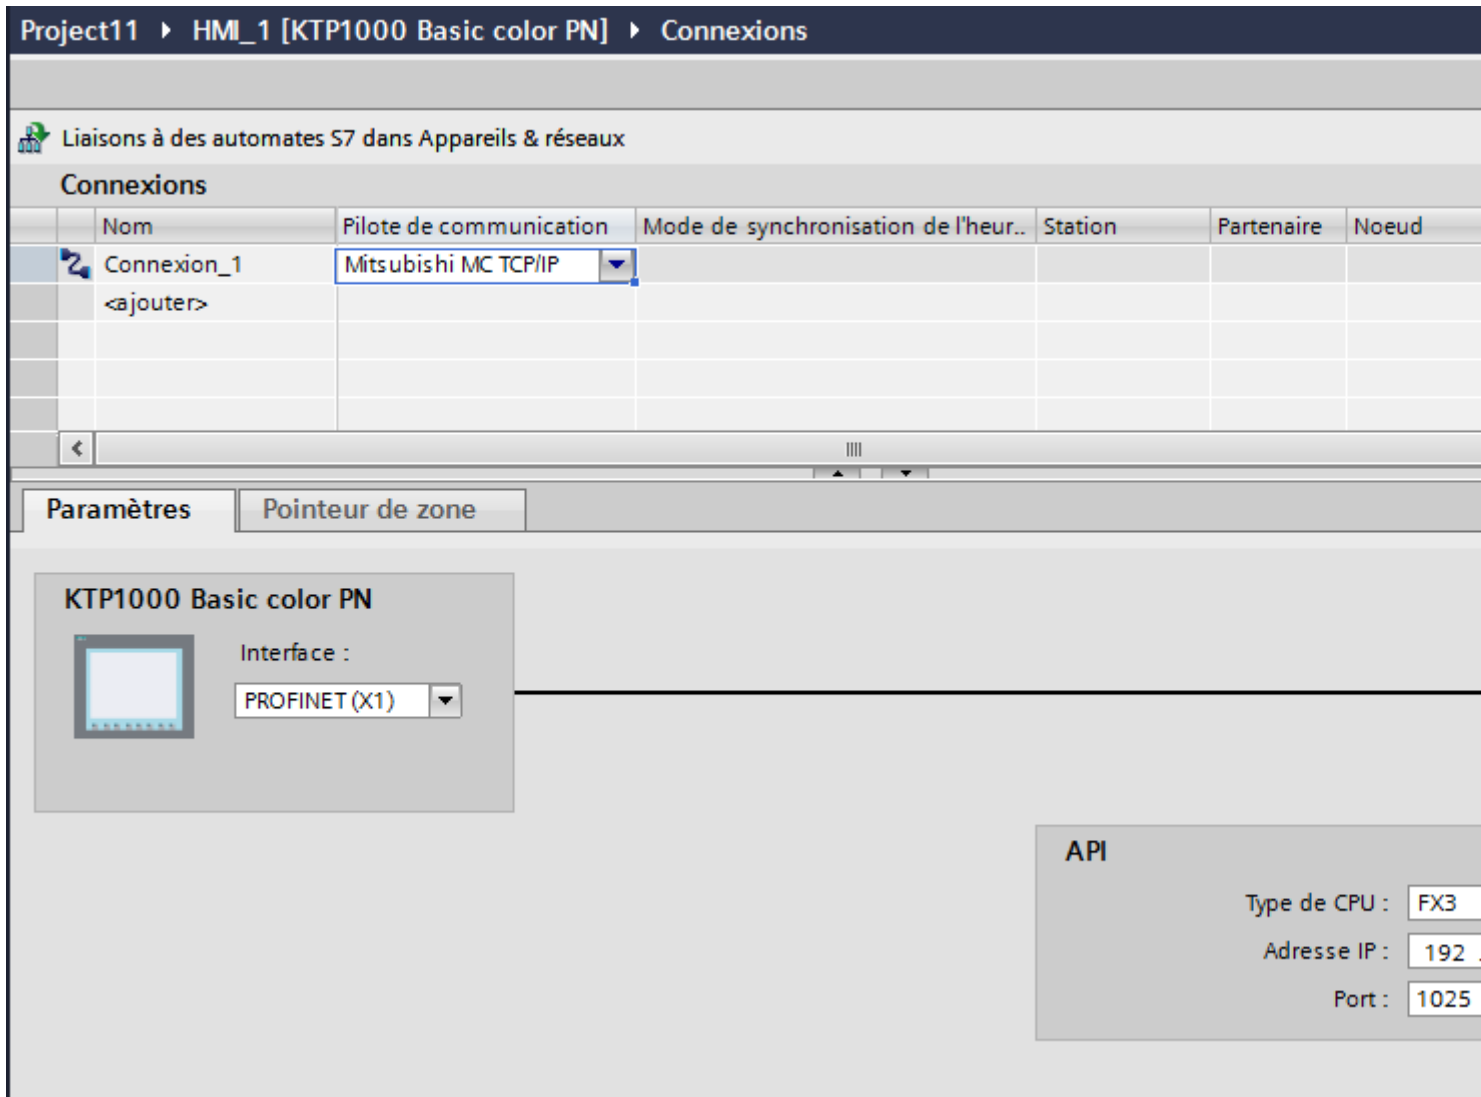 Project11 ▸ HMI_1 [KTP1000 Basic color PN] ▸ Connexions
Liaisons à des automates S7 dans Appareils & réseaux
Connexions
Nom Pilote de communication Mode de synchronisation de l'heur.. Station Partenaire Noeud
Connexion_1 Mitsubishi MC TCP/IP
<ajouter>
Paramètres Pointeur de zone
KTP1000 Basic color PN
Interface :
PROFINET (X1)
API
Type de CPU : FX3
Adresse IP : 192 .
Port : 1025